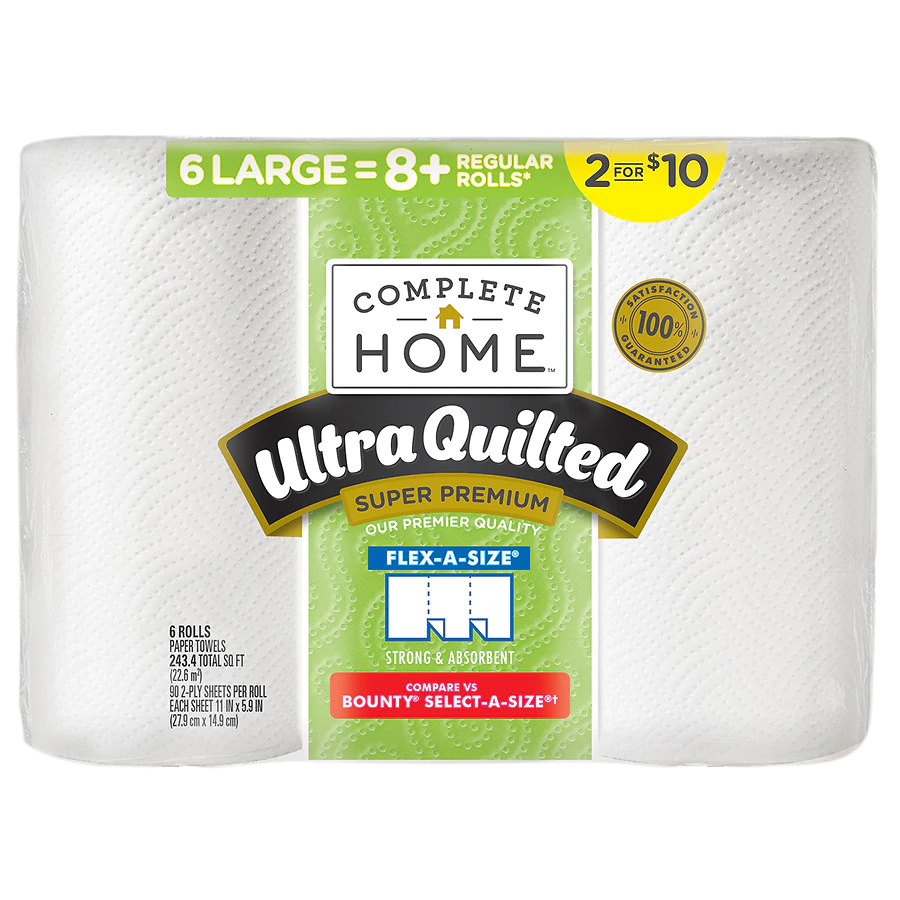 6 LARGE = 8+ REGULAR ROLLS*
2 FOR $10
COMPLETE
HOME™
SATISFACTION
100%
GUARANTEED
Ultra Quilted
SUPER PREMIUM
OUR PREMIER QUALITY
FLEX-A-SIZE®
STRONG & ABSORBENT
COMPARE VS
BOUNTY® SELECT-A-SIZE®†
6 ROLLS
PAPER TOWELS
243.4 TOTAL SQ FT
(22.6 m²)
90 2-PLY SHEETS PER ROLL
EACH SHEET 11 IN x 5.9 IN
(27.9 cm x 14.9 cm)